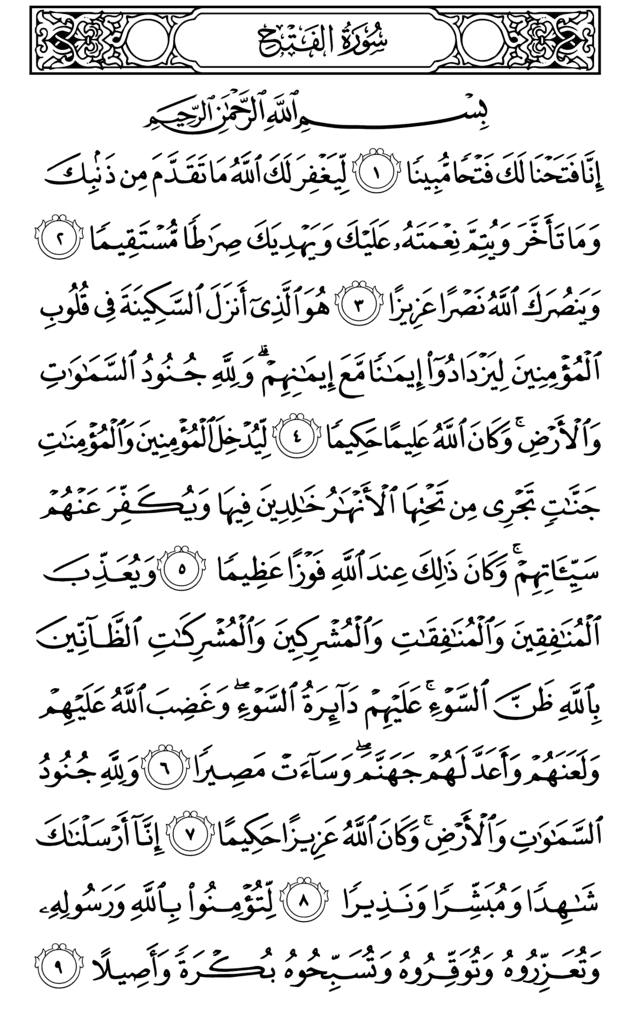 سُورَةُ الفَتْحِ
بِسْمِ ٱللَّهِ ٱلرَّحْمَٰنِ ٱلرَّحِيمِ
إِنَّا فَتَحْنَا لَكَ فَتْحًا مُّبِينًا ١ لِّيَغْفِرَ لَكَ ٱللَّهُ مَا تَقَدَّمَ مِن ذَنۢبِكَ
وَمَا تَأَخَّرَ وَيُتِمَّ نِعْمَتَهُۥ عَلَيْكَ وَيَهْدِيَكَ صِرَٰطًا مُّسْتَقِيمًا ٢
وَيَنصُرَكَ ٱللَّهُ نَصْرًا عَزِيزًا ٣ هُوَ ٱلَّذِىٓ أَنزَلَ ٱلسَّكِينَةَ فِى قُلُوبِ
ٱلْمُؤْمِنِينَ لِيَزْدَادُوٓا۟ إِيمَٰنًا مَّعَ إِيمَٰنِهِمْ ۗ وَلِلَّهِ جُنُودُ ٱلسَّمَٰوَٰتِ
وَٱلْأَرْضِ ۚ وَكَانَ ٱللَّهُ عَلِيمًا حَكِيمًا ٤ لِّيُدْخِلَ ٱلْمُؤْمِنِينَ وَٱلْمُؤْمِنَٰتِ
جَنَّٰتٍ تَجْرِى مِن تَحْتِهَا ٱلْأَنْهَٰرُ خَٰلِدِينَ فِيهَا وَيُكَفِّرَ عَنْهُمْ
سَيِّـَٔاتِهِمْ ۚ وَكَانَ ذَٰلِكَ عِندَ ٱللَّهِ فَوْزًا عَظِيمًا ٥ وَيُعَذِّبَ
ٱلْمُنَٰفِقِينَ وَٱلْمُنَٰفِقَٰتِ وَٱلْمُشْرِكِينَ وَٱلْمُشْرِكَٰتِ ٱلظَّآنِّينَ
بِٱللَّهِ ظَنَّ ٱلسَّوْءِ ۚ عَلَيْهِمْ دَآئِرَةُ ٱلسَّوْءِ ۖ وَغَضِبَ ٱللَّهُ عَلَيْهِمْ
وَلَعَنَهُمْ وَأَعَدَّ لَهُمْ جَهَنَّمَ ۖ وَسَآءَتْ مَصِيرًا ٦ وَلِلَّهِ جُنُودُ
ٱلسَّمَٰوَٰتِ وَٱلْأَرْضِ ۚ وَكَانَ ٱللَّهُ عَزِيزًا حَكِيمًا ٧ إِنَّآ أَرْسَلْنَٰكَ
شَٰهِدًا وَمُبَشِّرًا وَنَذِيرًا ٨ لِّتُؤْمِنُوا۟ بِٱللَّهِ وَرَسُولِهِۦ
وَتُعَزِّرُوهُ وَتُوَقِّرُوهُ وَتُسَبِّحُوهُ بُكْرَةً وَأَصِيلًا ٩